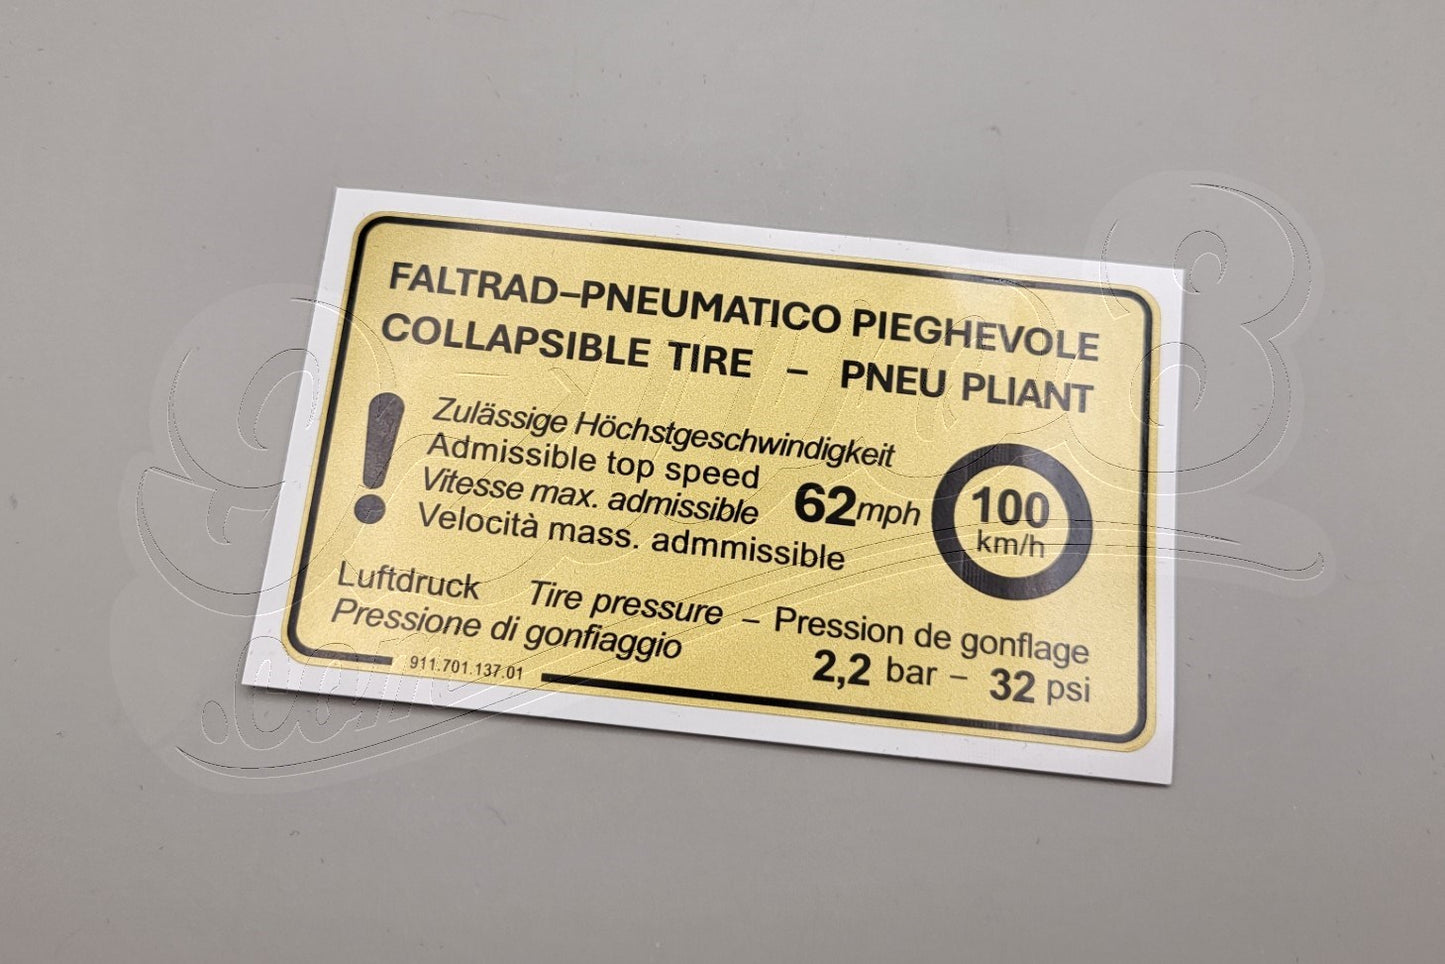 FALTRAD–PNEUMATICO PIEGHEVOLE
COLLAPSIBLE TIRE – PNEU PLIANT
!
Zulässige Höchstgeschwindigkeit
Admissible top speed
Vitesse max. admissible
Velocità mass. admmissible
62 mph
100
km/h
Luftdruck Tire pressure – Pression de gonflage
Pressione di gonfiaggio 2,2 bar – 32 psi
911.701.137.01